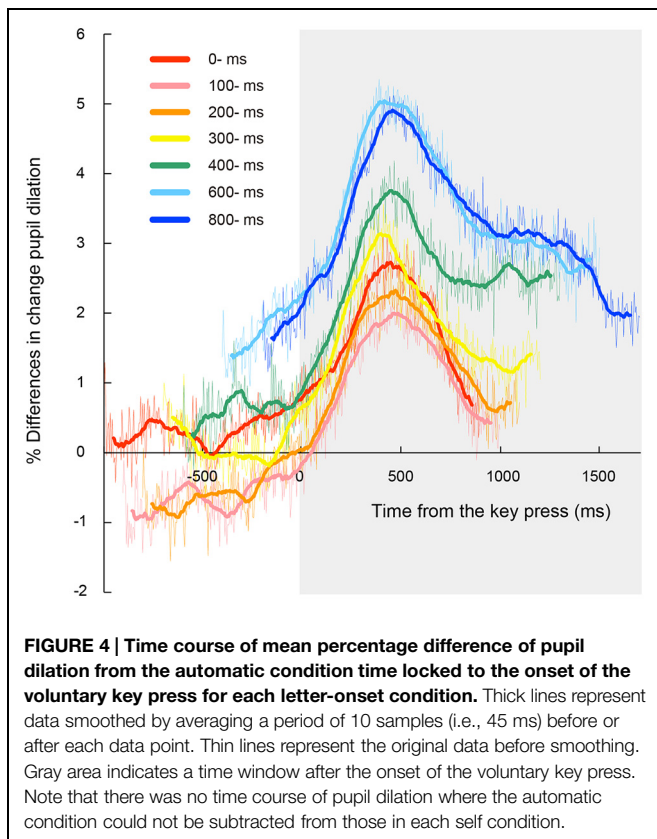 6
5
4
3
2
1
0
-1
-2
% Differences in change pupil dilation
0- ms
100- ms
200- ms
300- ms
400- ms
600- ms
800- ms
-500
0
500
1000
1500
Time from the key press (ms)
FIGURE 4 | Time course of mean percentage difference of pupil
dilation from the automatic condition time locked to the onset of the
voluntary key press for each letter-onset condition. Thick lines represent
data smoothed by averaging a period of 10 samples (i.e., 45 ms) before or
after each data point. Thin lines represent the original data before smoothing.
Gray area indicates a time window after the onset of the voluntary key press.
Note that there was no time course of pupil dilation where the automatic
condition could not be subtracted from those in each self condition.